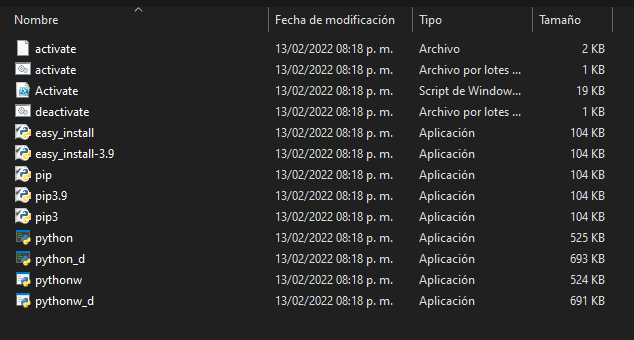 Nombre Fecha de modificación Tipo Tamaño
activate 13/02/2022 08:18 p. m. Archivo 2 KB
activate 13/02/2022 08:18 p. m. Archivo por lotes ... 1 KB
Activate 13/02/2022 08:18 p. m. Script de Window... 19 KB
deactivate 13/02/2022 08:18 p. m. Archivo por lotes ... 1 KB
easy_install 13/02/2022 08:18 p. m. Aplicación 104 KB
easy_install-3.9 13/02/2022 08:18 p. m. Aplicación 104 KB
pip 13/02/2022 08:18 p. m. Aplicación 104 KB
pip3.9 13/02/2022 08:18 p. m. Aplicación 104 KB
pip3 13/02/2022 08:18 p. m. Aplicación 104 KB
python 13/02/2022 08:18 p. m. Aplicación 525 KB
python_d 13/02/2022 08:18 p. m. Aplicación 693 KB
pythonw 13/02/2022 08:18 p. m. Aplicación 524 KB
pythonw_d 13/02/2022 08:18 p. m. Aplicación 691 KB